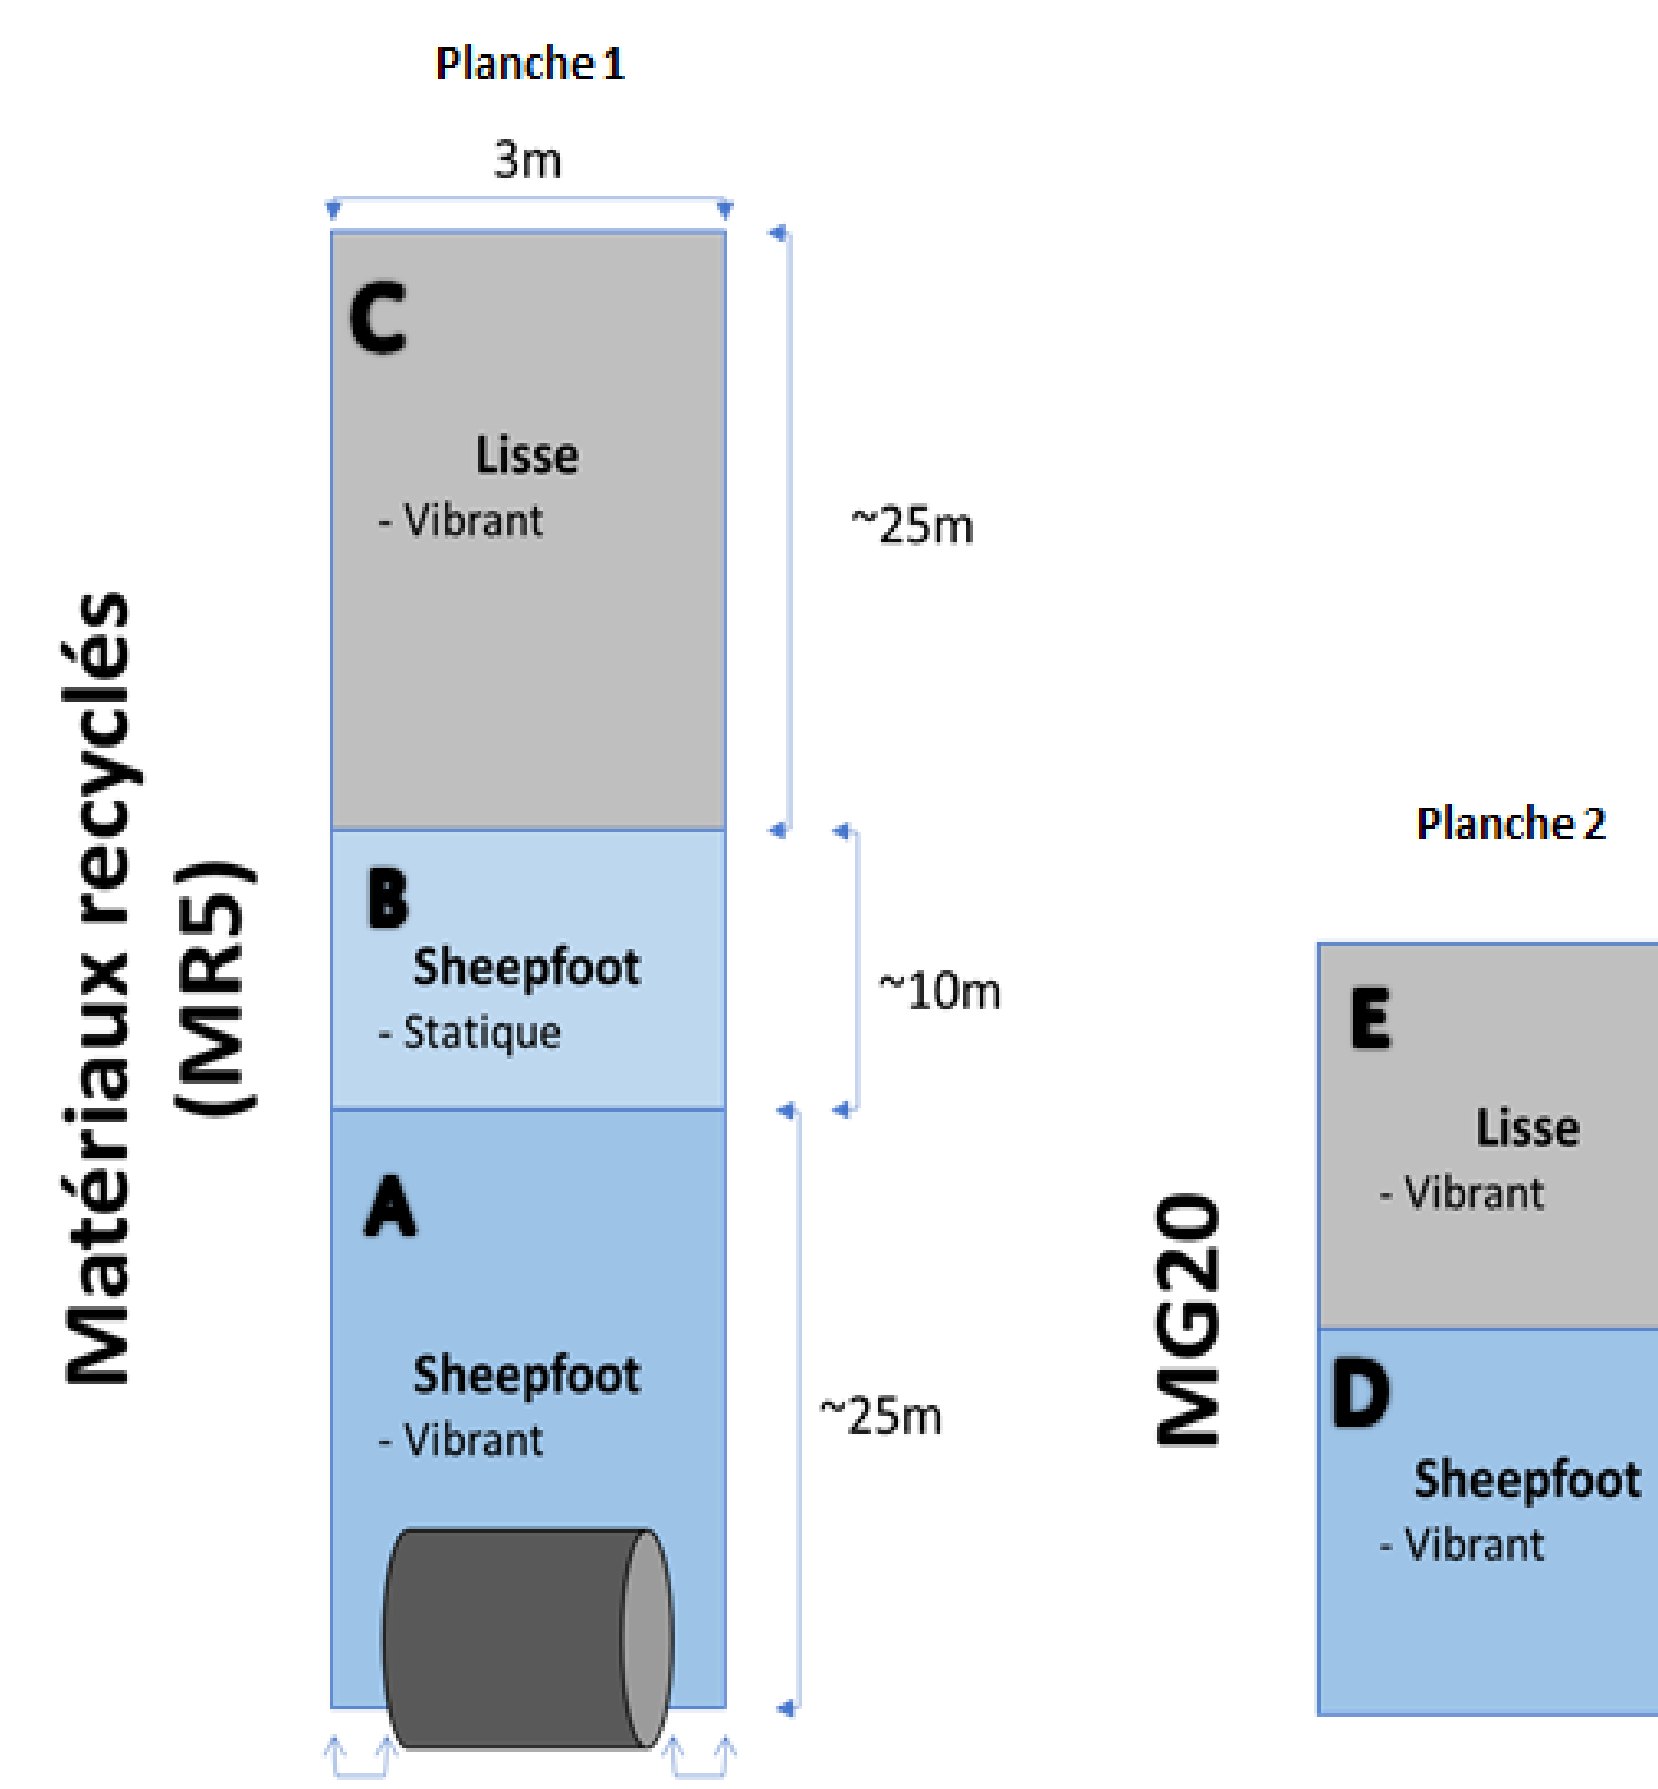 Planche 1
3m
C
Lisse
- Vibrant
~25m
Matériaux recyclés
(MR5)
B
Sheepfoot
- Statique
~10m
A
Sheepfoot
- Vibrant
~25m
Planche 2
MG20
E
Lisse
- Vibrant
D
Sheepfoot
- Vibrant